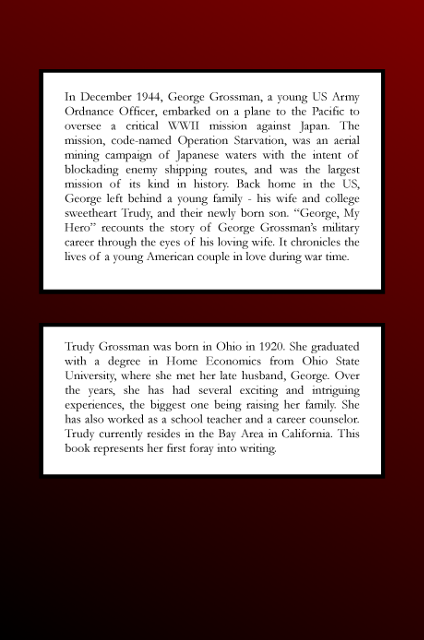 In December 1944, George Grossman, a young US Army
Ordnance Officer, embarked on a plane to the Pacific to
oversee a critical WWII mission against Japan. The
mission, code-named Operation Starvation, was an aerial
mining campaign of Japanese waters with the intent of
blockading enemy shipping routes, and was the largest
mission of its kind in history. Back home in the US,
George left behind a young family - his wife and college
sweetheart Trudy, and their newly born son. “George, My
Hero” recounts the story of George Grossman’s military
career through the eyes of his loving wife. It chronicles the
lives of a young American couple in love during war time.
Trudy Grossman was born in Ohio in 1920. She graduated
with a degree in Home Economics from Ohio State
University, where she met her late husband, George. Over
the years, she has had several exciting and intriguing
experiences, the biggest one being raising her family. She
has also worked as a school teacher and a career counselor.
Trudy currently resides in the Bay Area in California. This
book represents her first foray into writing.